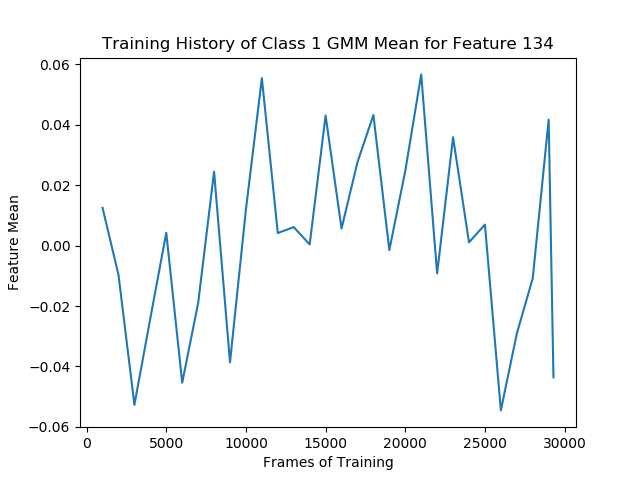 Training History of Class 1 GMM Mean for Feature 134
0.06
0.04
0.02
0.00
−0.02
−0.04
−0.06
Feature Mean
0 5000 10000 15000 20000 25000 30000
Frames of Training